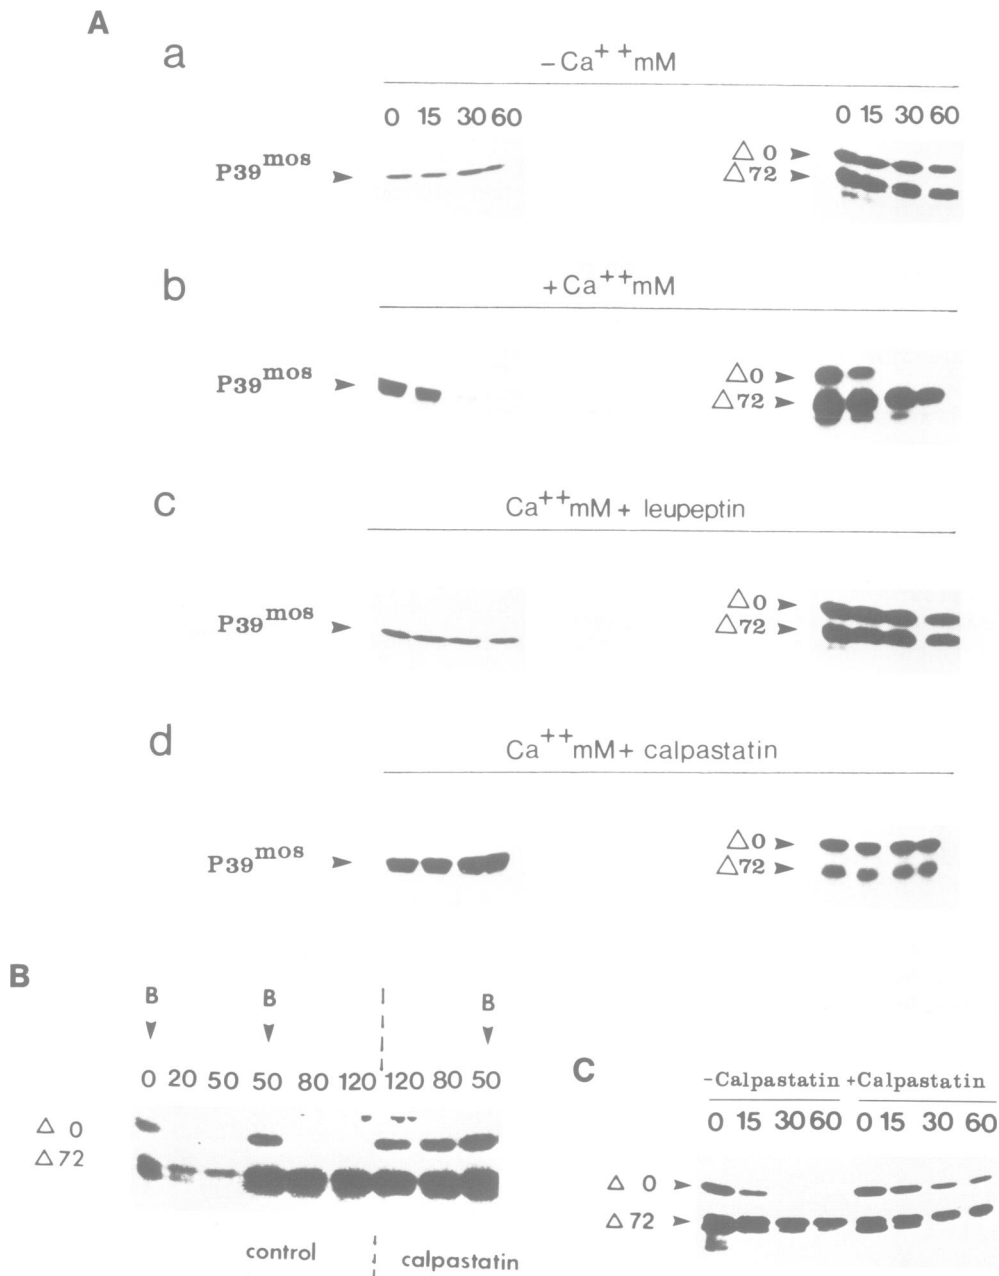 A
a
− Ca⁺⁺mM
0 15 30 60
0 15 30 60
P39ᵐᵒˢ
△ 0
△72
b
+ Ca⁺⁺mM
P39ᵐᵒˢ
△0
△72
c
Ca⁺⁺mM + leupeptin
P39ᵐᵒˢ
△0
△72
d
Ca⁺⁺mM + calpastatin
P39ᵐᵒˢ
△0
△72
B
B B B
0 20 50 50 80 120 120 80 50
△ 0
△72
control calpastatin
C
-Calpastatin +Calpastatin
0 15 30 60 0 15 30 60
△ 0
△ 72